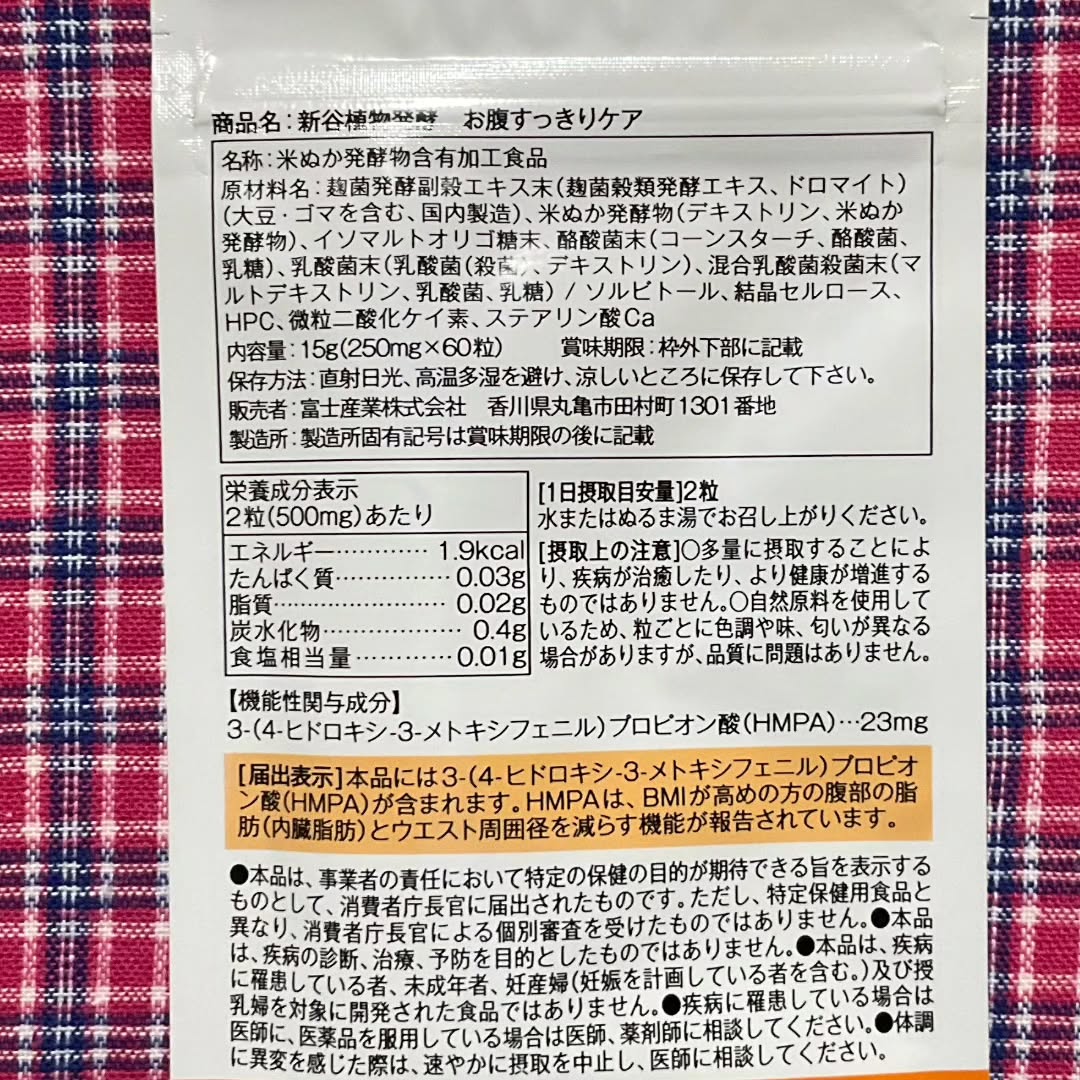 商品名：新谷植物発酵　お腹すっきりケア
名称：米ぬか発酵物含有加工食品
原材料名：麹菌発酵副穀エキス末（麹菌穀類発酵エキス、ドロマイト）
（大豆・ゴマを含む、国内製造）、米ぬか発酵物（デキストリン、米ぬか
発酵物）、イソマルトオリゴ糖末、酪酸菌末（コーンスターチ、酪酸菌、
乳糖）、乳酸菌末（乳酸菌（殺菌）、デキストリン）、混合乳酸菌殺菌末（マ
ルトデキストリン、乳酸菌、乳糖）/ソルビトール、結晶セルロース、
HPC、微粒二酸化ケイ素、ステアリン酸Ca
内容量：15g（250mg×60粒）　賞味期限：枠外下部に記載
保存方法：直射日光、高温多湿を避け、涼しいところに保存して下さい。
販売者：富士産業株式会社　香川県丸亀市田村町1301番地
製造所：製造所固有記号は賞味期限の後に記載
栄養成分表示
2粒（500mg）あたり
エネルギー…………1.9kcal
たんぱく質……………0.03g
脂質…………………0.02g
炭水化物………………0.4g
食塩相当量…………0.01g
[1日摂取目安量]2粒
水またはぬるま湯でお召し上がりください。
[摂取上の注意]○多量に摂取することによ
り、疾病が治癒したり、より健康が増進する
ものではありません。○自然原料を使用して
いるため、粒ごとに色調や味、匂いが異なる
場合がありますが、品質に問題はありません。
【機能性関与成分】
3-（4-ヒドロキシ-3-メトキシフェニル）プロピオン酸（HMPA）…23mg
[届出表示]本品には3-（4-ヒドロキシ-3-メトキシフェニル）プロピオ
ン酸（HMPA）が含まれます。HMPAは、BMIが高めの方の腹部の脂
肪（内臓脂肪）とウエスト周囲径を減らす機能が報告されています。
●本品は、事業者の責任において特定の保健の目的が期待できる旨を表示する
ものとして、消費者庁長官に届出されたものです。ただし、特定保健用食品と
異なり、消費者庁長官による個別審査を受けたものではありません。●本品
は、疾病の診断、治療、予防を目的としたものではありません。●本品は、疾病
に罹患している者、未成年者、妊産婦（妊娠を計画している者を含む。）及び授
乳婦を対象に開発された食品ではありません。●疾病に罹患している場合は
医師に、医薬品を服用している場合は医師、薬剤師に相談してください。●体調
に異変を感じた際は、速やかに摂取を中止し、医師に相談してください。